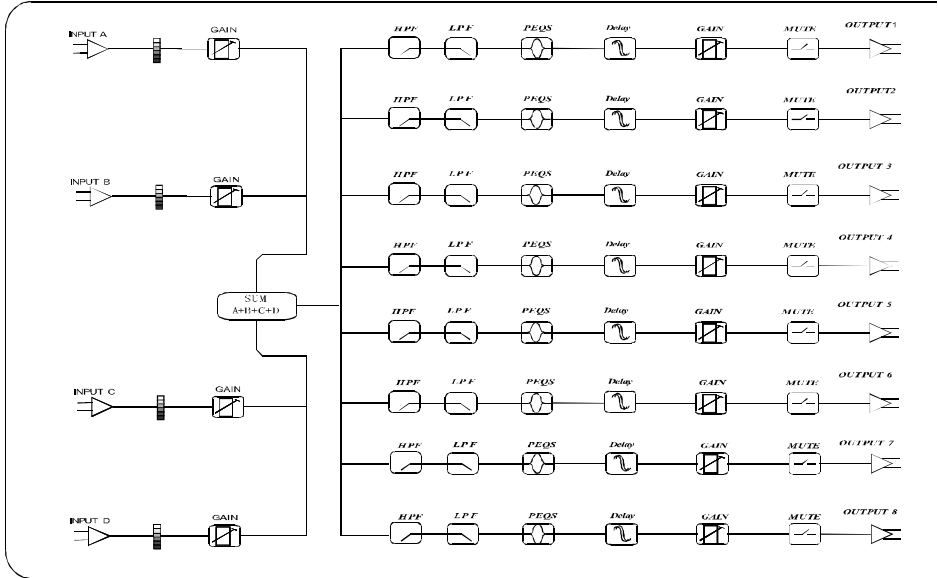 INPUT A GAIN
HPF LPF PEQS Delay GAIN MUTE OUTPUT1
HPF LPF PEQS Delay GAIN MUTE OUTPUT2
INPUT B GAIN
HPF LPF PEQS Delay GAIN MUTE OUTPUT 3
HPF LPF PEQS Delay GAIN MUTE OUTPUT 4
SUM
A+B+C+D
HPF LPF PEQS Delay GAIN MUTE OUTPUT 5
INPUT C GAIN
HPF LPF PEQS Delay GAIN MUTE OUTPUT 6
HPF LPF PEQS Delay GAIN MUTE OUTPUT 7
INPUT D GAIN
HPF LPF PEQS Delay GAIN MUTE OUTPUT 8